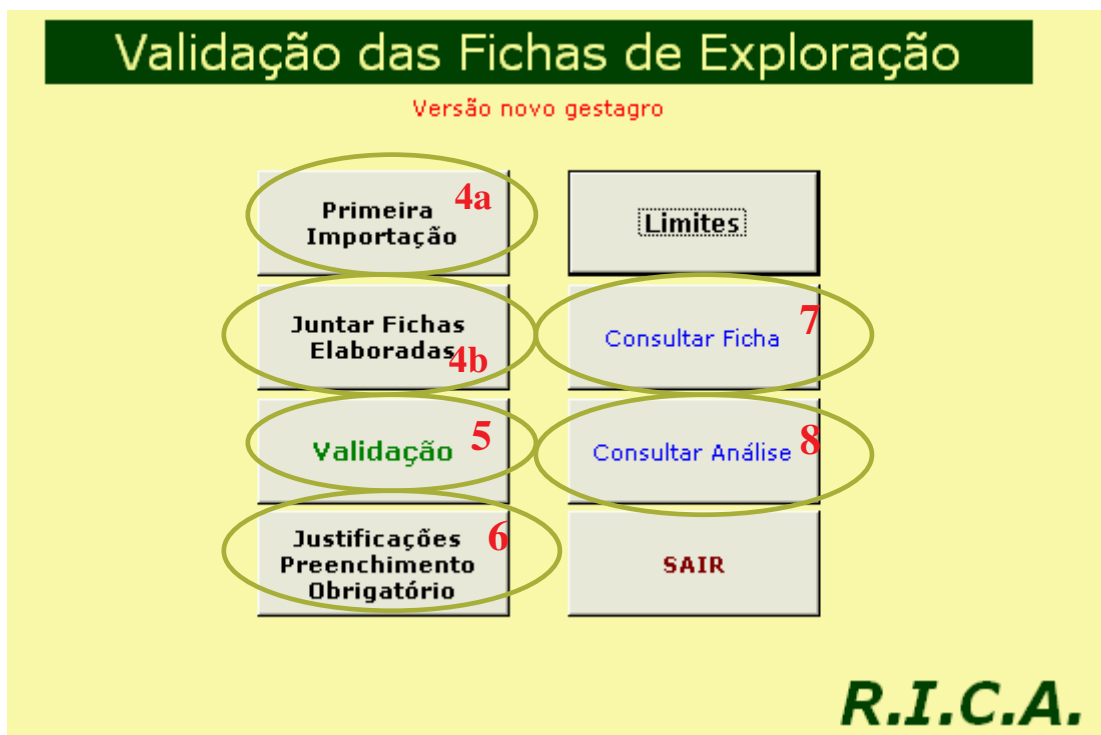 Validação das Fichas de Exploração
Versão novo gestagro
Primeira
Importação
4a
Limites
Juntar Fichas
Elaboradas
4b
Consultar Ficha
7
Validação
5
Consultar Análise
8
Justificações
Preenchimento
Obrigatório
6
SAIR
R.I.C.A.